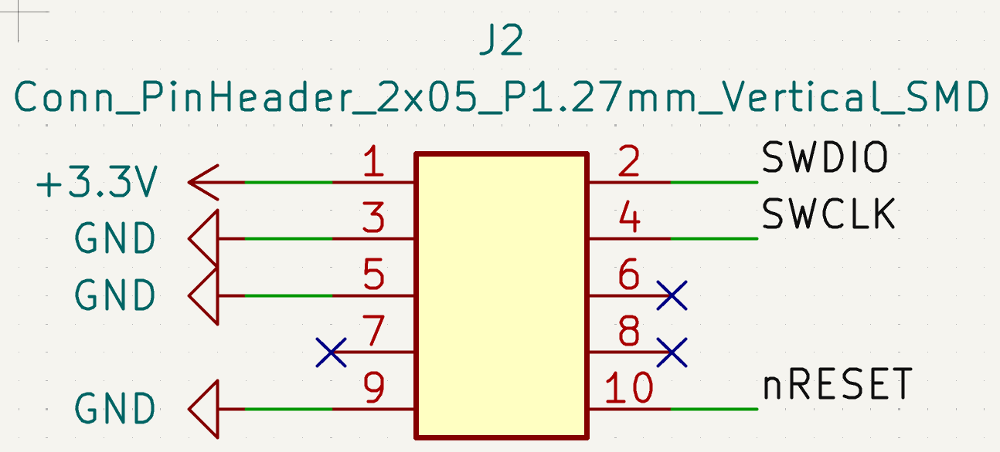 J2
Conn_PinHeader_2x05_P1.27mm_Vertical_SMD
+3.3V 1 2 SWDIO
GND 3 4 SWCLK
GND 5 6
7 8
GND 9 10 nRESET